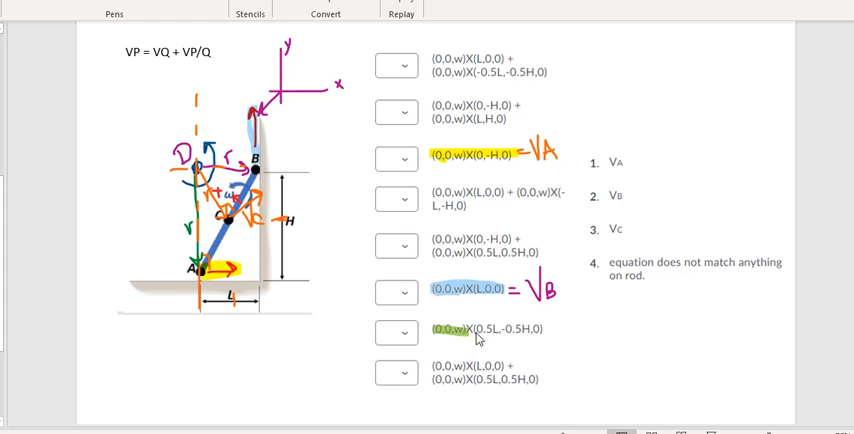 Pens
Stencils
Convert
Replay
VP = VQ + VP/Q
y
x
D
r
B
r
r
ω
C
VC
H
A
L
(0,0,w)X(L,0,0) +
(0,0,w)X(-0.5L,-0.5H,0)
(0,0,w)X(0,-H,0) +
(0,0,w)X(L,H,0)
(0,0,w)X(0,-H,0) = VA
(0,0,w)X(L,0,0) + (0,0,w)X(-
L,-H,0)
(0,0,w)X(0,-H,0) +
(0,0,w)X(0.5L,0.5H,0)
(0,0,w)X(L,0,0) = VB
(0,0,w)X(0.5L,-0.5H,0)
(0,0,w)X(L,0,0) +
(0,0,w)X(0.5L,0.5H,0)
1. VA
2. VB
3. VC
4. equation does not match anything
on rod.